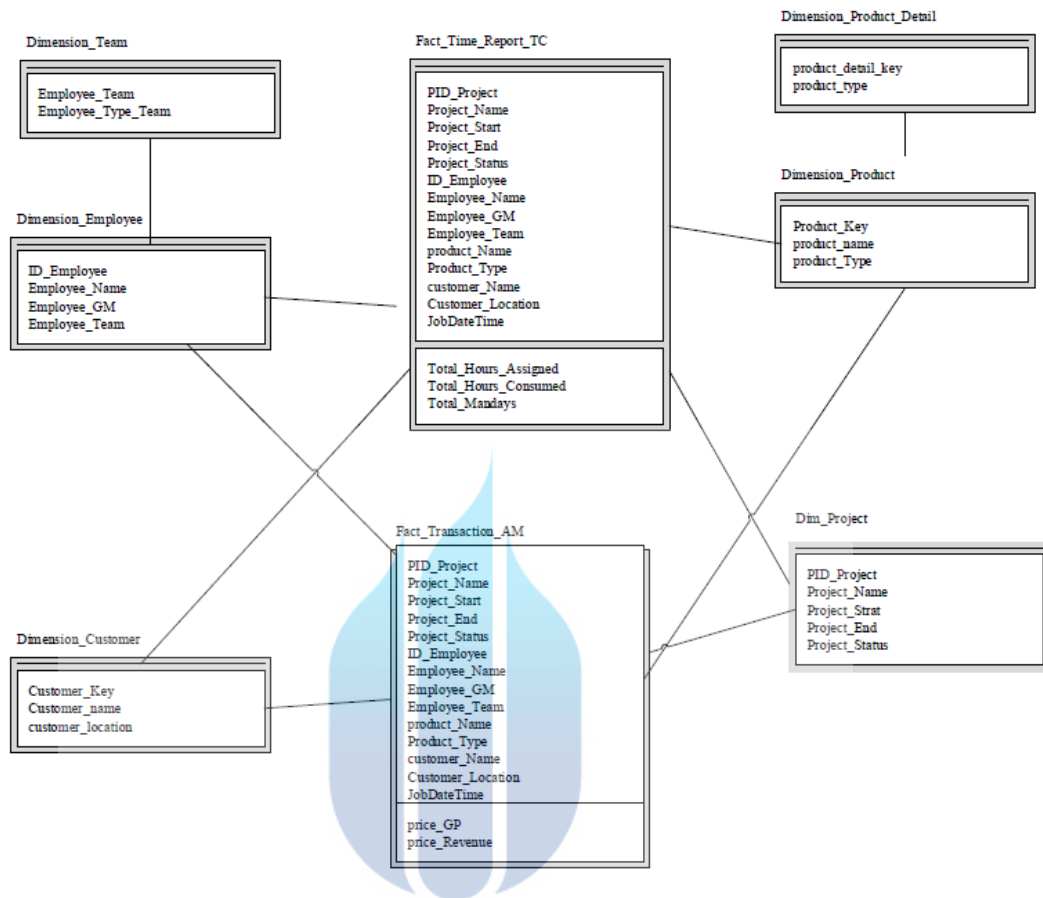 Dimension_Team
Employee_Team
Employee_Type_Team
Fact_Time_Report_TC
PID_Project
Project_Name
Project_Start
Project_End
Project_Status
ID_Employee
Employee_Name
Employee_GM
Employee_Team
product_Name
Product_Type
customer_Name
Customer_Location
JobDateTime
Total_Hours_Assigned
Total_Hours_Consumed
Total_Mandays
Dimension_Product_Detail
product_detail_key
product_type
Dimension_Product
Product_Key
product_name
product_Type
Dimension_Employee
ID_Employee
Employee_Name
Employee_GM
Employee_Team
Fact_Transaction_AM
PID_Project
Project_Name
Project_Start
Project_End
Project_Status
ID_Employee
Employee_Name
Employee_GM
Employee_Team
product_Name
Product_Type
customer_Name
Customer_Location
JobDateTime
price_GP
price_Revenue
Dim_Project
PID_Project
Project_Name
Project_Strat
Project_End
Project_Status
Dimension_Customer
Customer_Key
Customer_name
customer_location